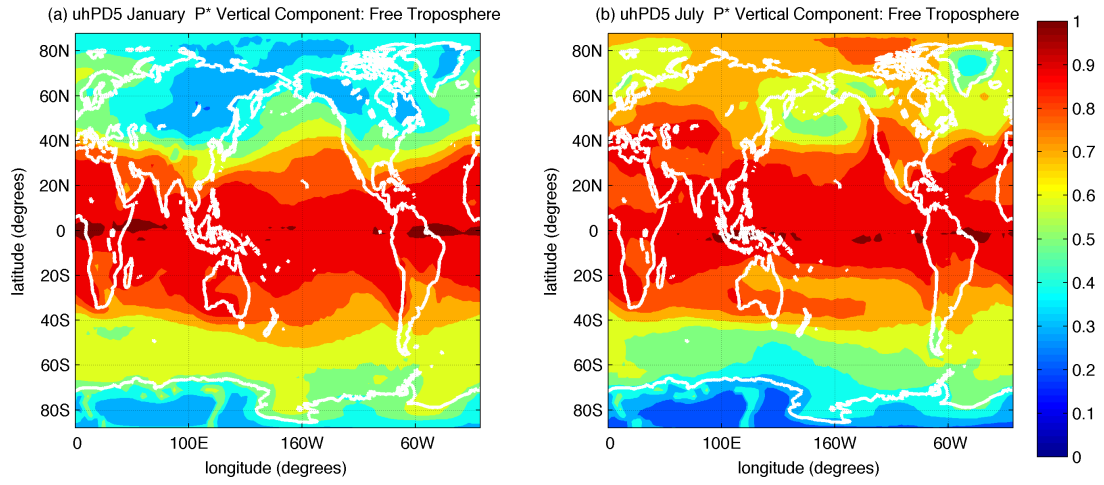 (a) uhPD5 January P* Vertical Component: Free Troposphere
(b) uhPD5 July P* Vertical Component: Free Troposphere
80N
60N
40N
20N
0
20S
40S
60S
80S
latitude (degrees)
0
100E
160W
60W
longitude (degrees)
80N
60N
40N
20N
0
20S
40S
60S
80S
latitude (degrees)
0
100E
160W
60W
longitude (degrees)
1
0.9
0.8
0.7
0.6
0.5
0.4
0.3
0.2
0.1
0